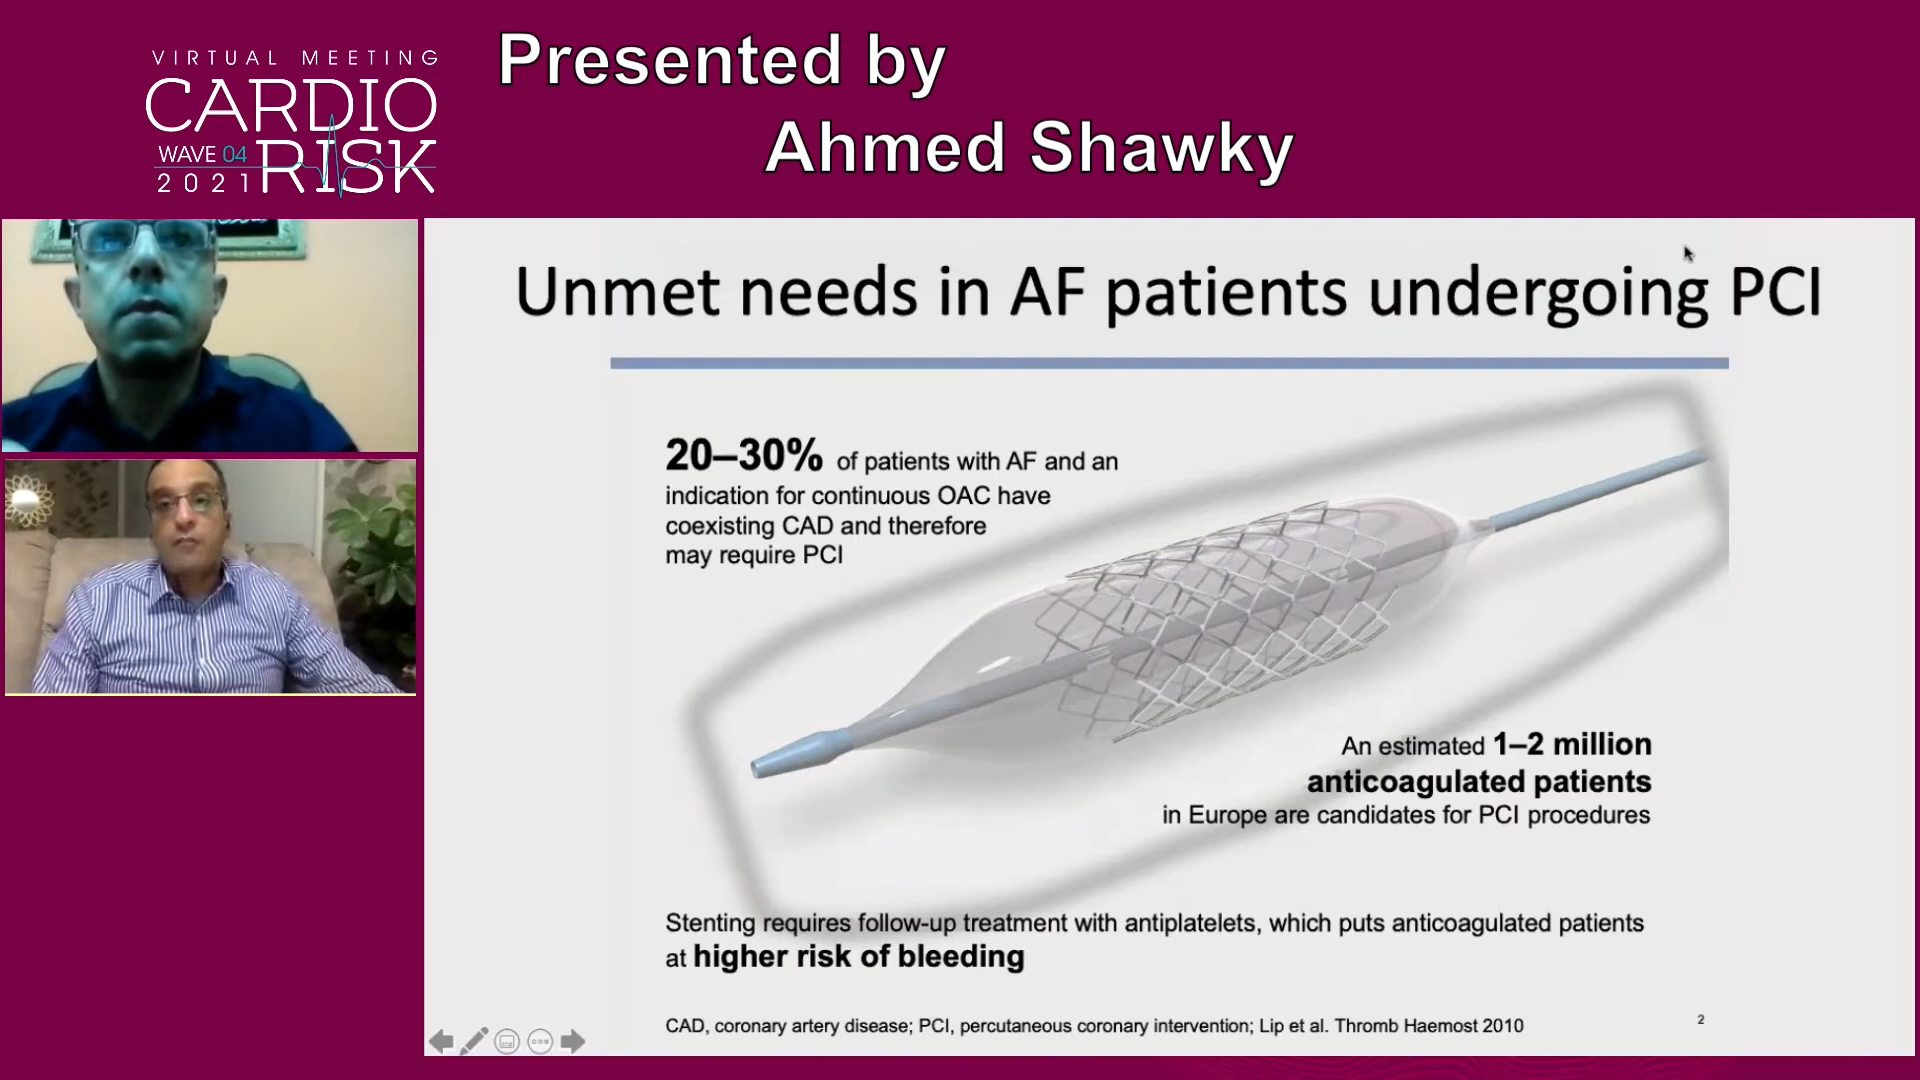 VIRTUAL MEETING
CARDIO
WAVE 04
RISK
2021
Presented by
Ahmed Shawky
Unmet needs in AF patients undergoing PCI
20–30% of patients with AF and an
indication for continuous OAC have
coexisting CAD and therefore
may require PCI
An estimated 1–2 million
anticoagulated patients
in Europe are candidates for PCI procedures
Stenting requires follow-up treatment with antiplatelets, which puts anticoagulated patients
at higher risk of bleeding
CAD, coronary artery disease; PCI, percutaneous coronary intervention; Lip et al. Thromb Haemost 2010
2